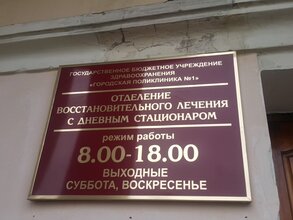 ГОСУДАРСТВЕННОЕ БЮДЖЕТНОЕ УЧРЕЖДЕНИЕ
ЗДРАВООХРАНЕНИЯ
«ГОРОДСКАЯ ПОЛИКЛИНИКА №1»
ОТДЕЛЕНИЕ
ВОССТАНОВИТЕЛЬНОГО ЛЕЧЕНИЯ
С ДНЕВНЫМ СТАЦИОНАРОМ
режим работы
8.00-18.00
ВЫХОДНЫЕ
СУББОТА, ВОСКРЕСЕНЬЕ